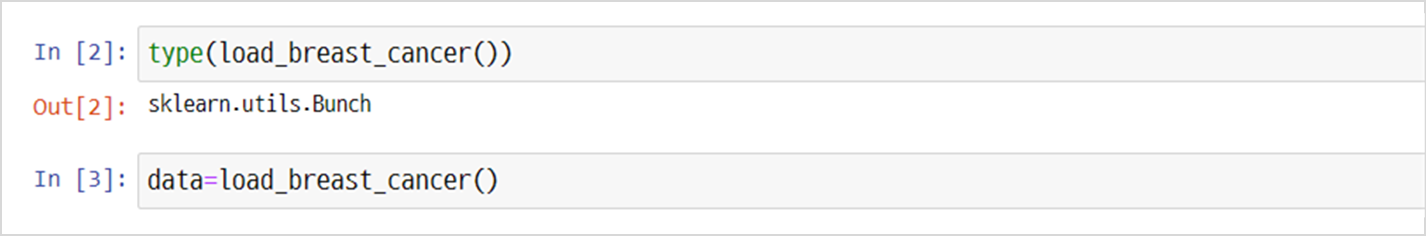 In [2]: type(load_breast_cancer())
Out[2]: sklearn.utils.Bunch
In [3]: data=load_breast_cancer()